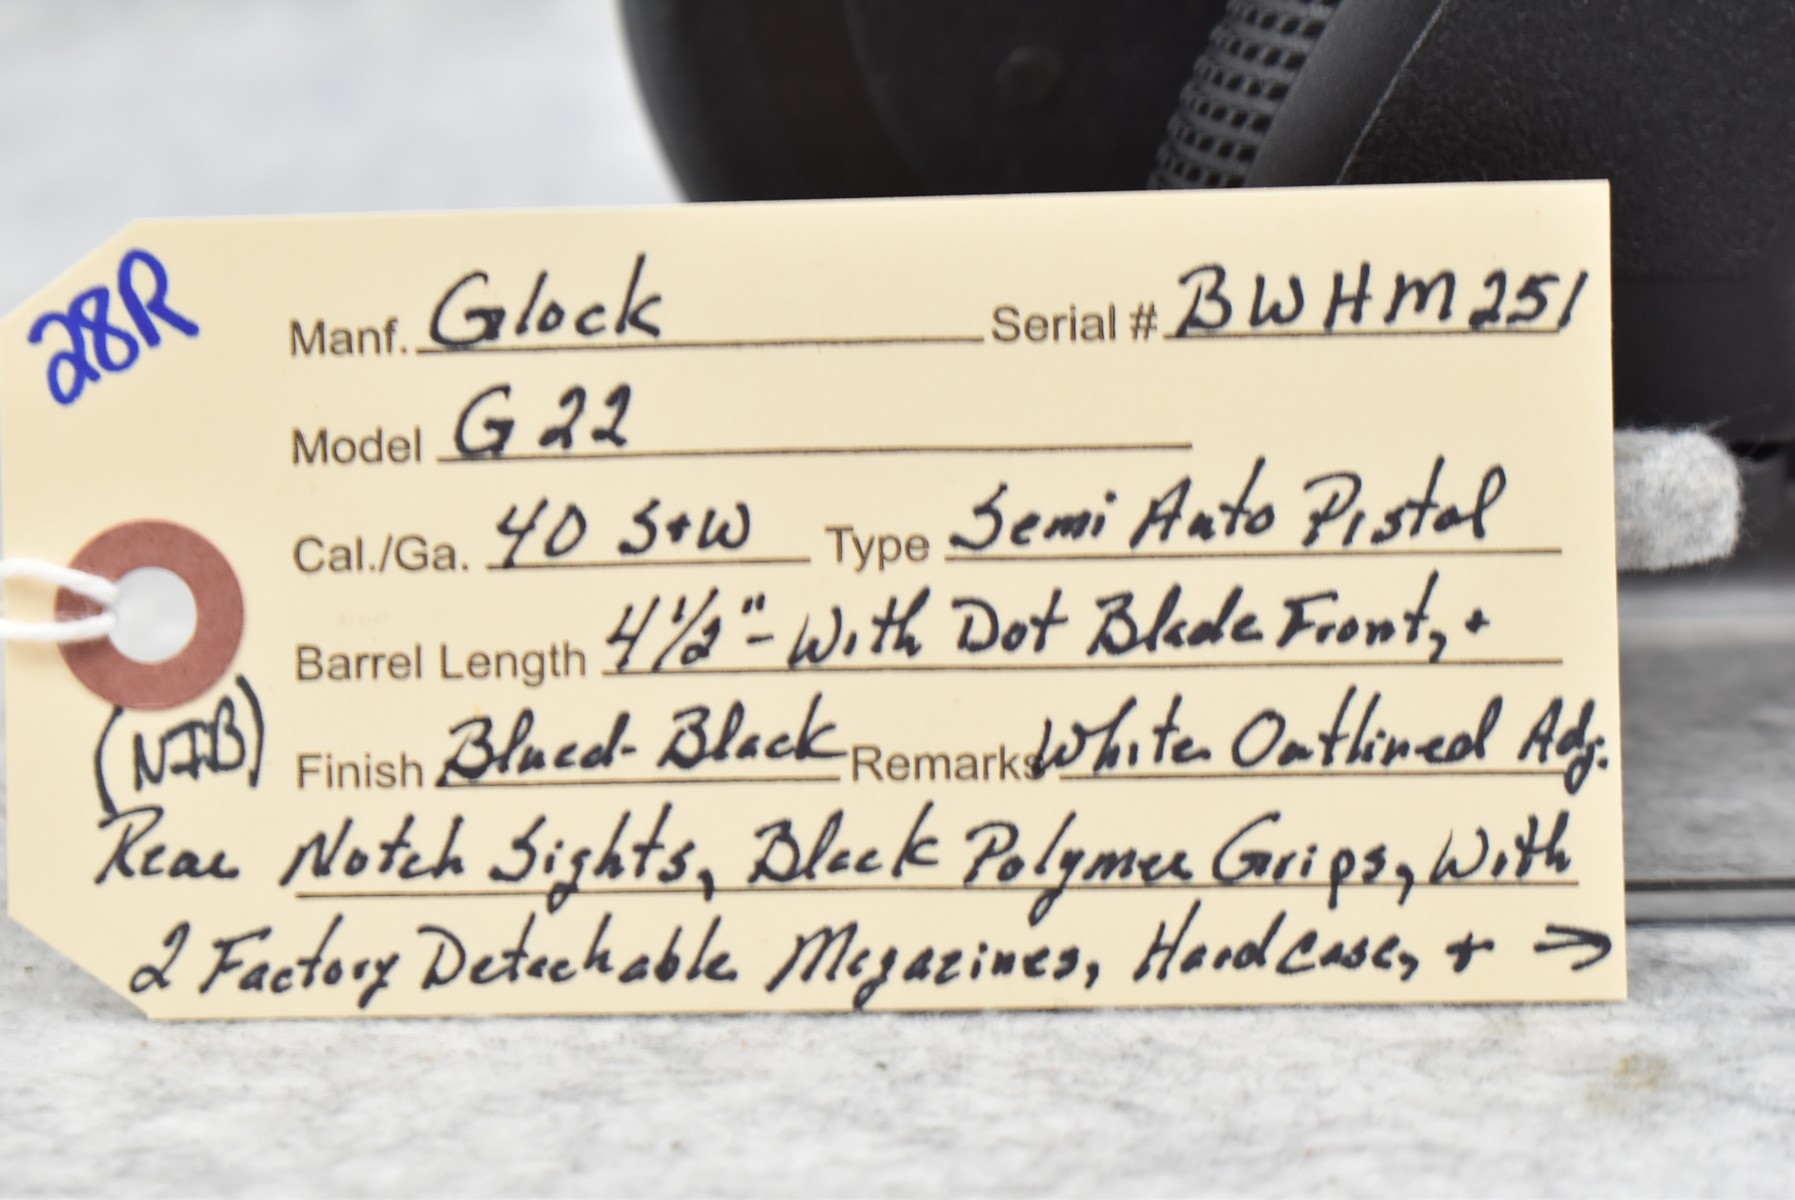 28R
Manf. Glock Serial # BWHM251
Model G22
Cal./Ga. 40 S+W Type Semi Auto Pistol
Barrel Length 4 1/2" - With Dot Blade Front, +
(NIB)
Finish Blued-Black Remarks White Outlined Adj.
Rear Notch Sights, Black Polymer Grips, With
2 Factory Detachable Magazines, Hardcase, + →